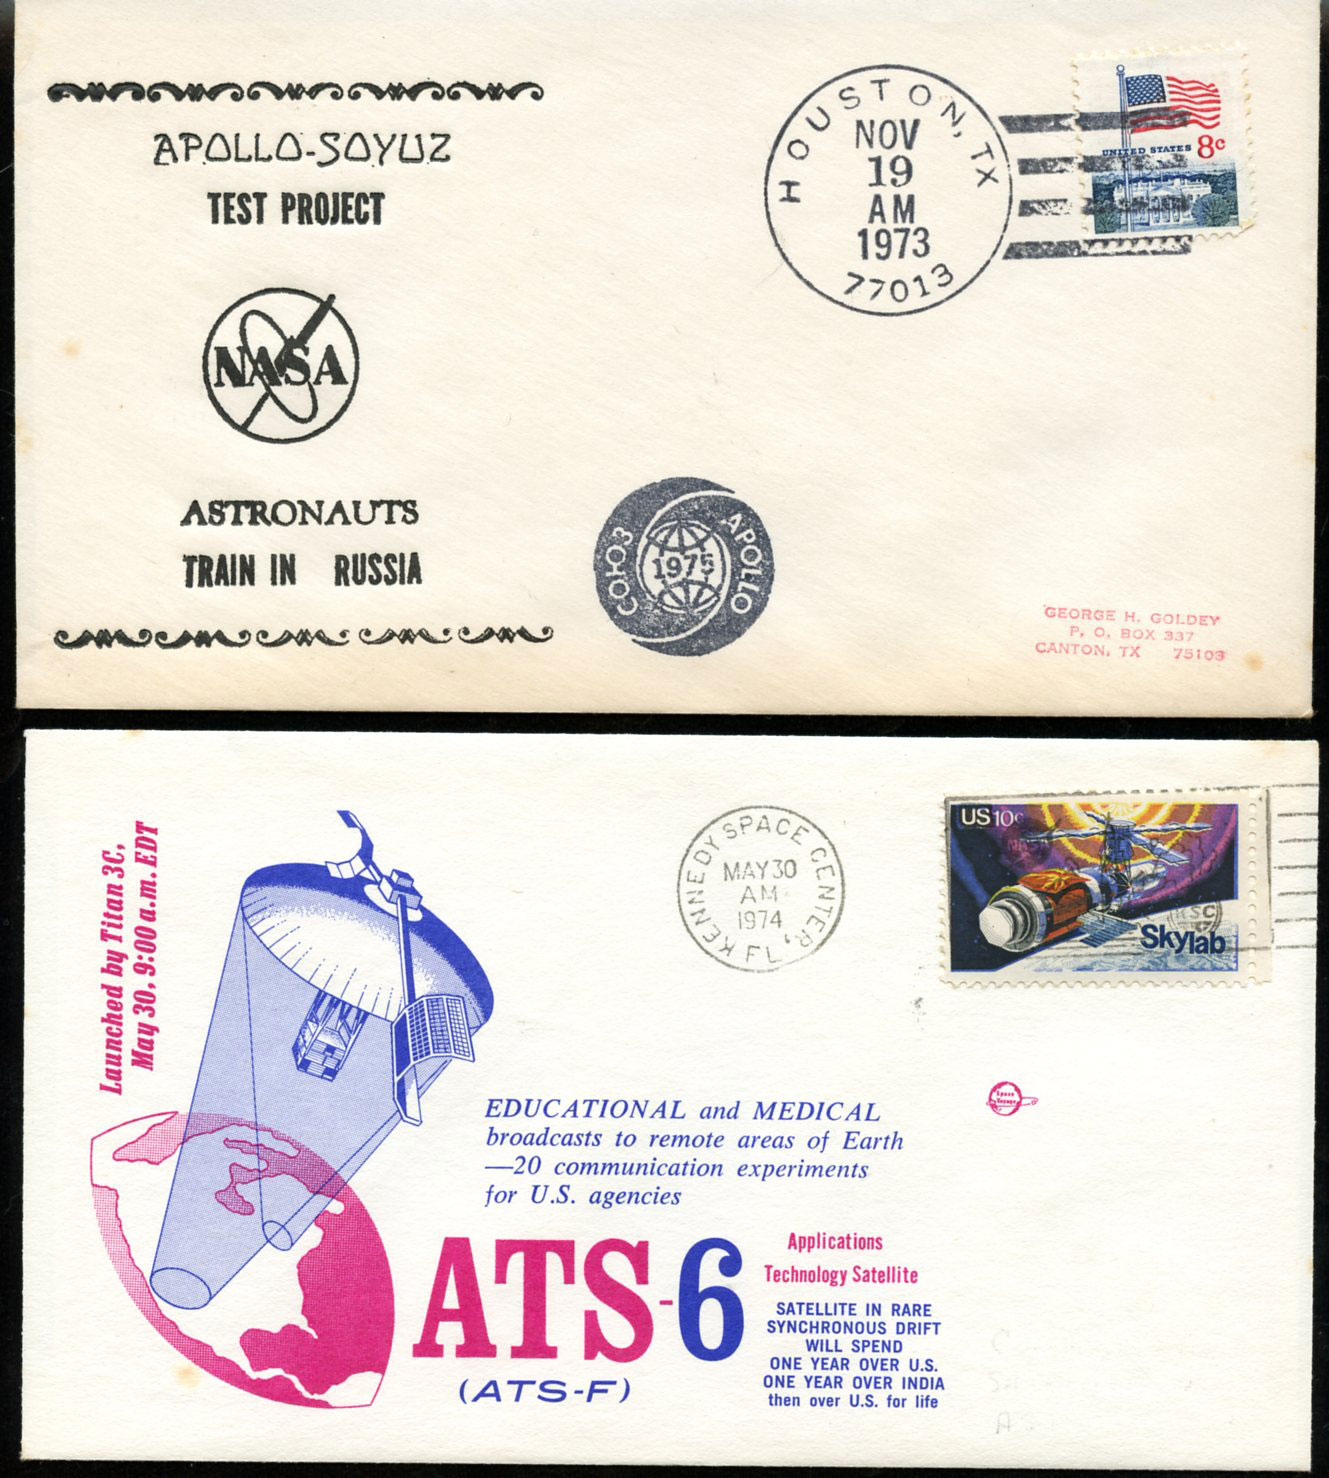 APOLLO-SOYUZ
TEST PROJECT
NASA
ASTRONAUTS
TRAIN IN RUSSIA
HOUSTON, TX
NOV
19
AM
1973
77013
UNITED STATES 8c
СОЮЗ
1975
APOLLO
GEORGE H. GOLDEY
P. O. BOX 337
CANTON, TX 75103
Launched by Titan 3C,
May 30, 9:00 a.m. EDT
KENNEDY SPACE CENTER,
MAY 30
AM
1974
FL
US 10c
NASA
KSC
Skylab
Space
Voyage
EDUCATIONAL and MEDICAL
broadcasts to remote areas of Earth
—20 communication experiments
for U.S. agencies
ATS-6
(ATS-F)
Applications
Technology Satellite
SATELLITE IN RARE
SYNCHRONOUS DRIFT
WILL SPEND
ONE YEAR OVER U.S.
ONE YEAR OVER INDIA
then over U.S. for life